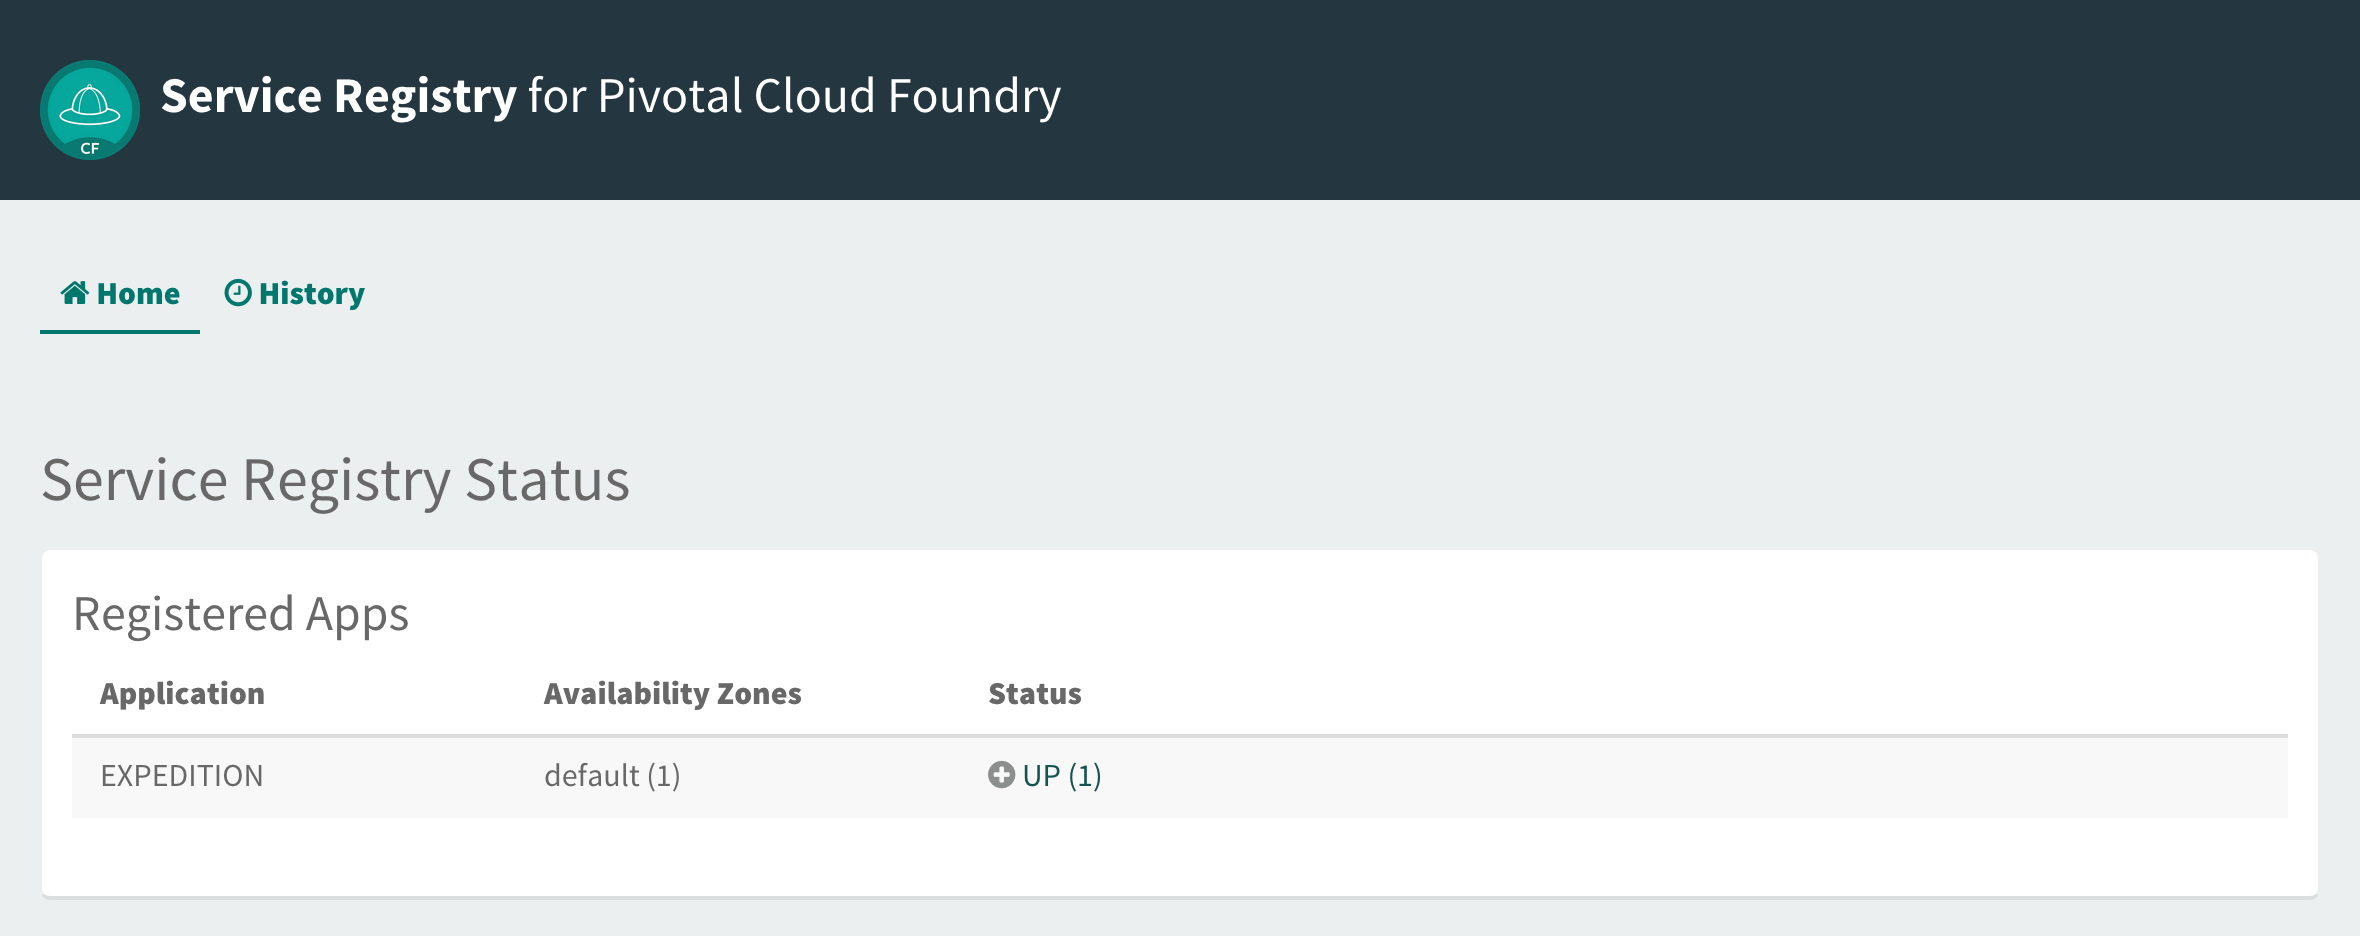 CF
Service Registry for Pivotal Cloud Foundry
Home History
Service Registry Status
Registered Apps
Application Availability Zones Status
EXPEDITION default (1) UP (1)